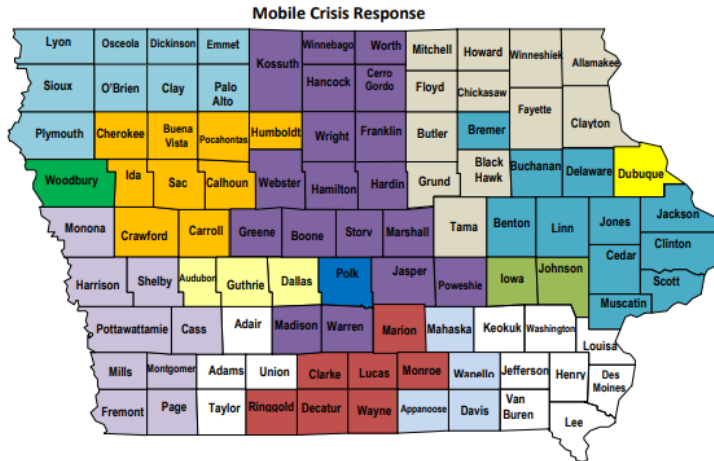 Mobile Crisis Response
Lyon
Osceola
Dickinson
Emmet
Kossuth
Winnebago
Worth
Mitchell
Howard
Winneshiek
Allamakee
Sioux
O'Brien
Clay
Palo
Alto
Hancock
Cerro
Gordo
Floyd
Chickasaw
Plymouth
Cherokee
Buena
Vista
Pocahontas
Humboldt
Wright
Franklin
Butler
Bremer
Fayette
Clayton
Woodbury
Ida
Sac
Calhoun
Webster
Hamilton
Hardin
Grund
Black
Hawk
Buchanan
Delaware
Dubuque
Monona
Crawford
Carroll
Greene
Boone
Storv
Marshall
Tama
Benton
Linn
Jones
Jackson
Harrison
Shelby
Audubon
Guthrie
Dallas
Polk
Jasper
Poweshie
Iowa
Johnson
Cedar
Clinton
Scott
Muscatin
Pottawattamie
Cass
Adair
Madison
Warren
Marion
Mahaska
Keokuk
Washington
Louisa
Mills
Montgomer
Adams
Union
Clarke
Lucas
Monroe
Wapello
Jefferson
Henry
Des
Moines
Fremont
Page
Taylor
Ringgold
Decatur
Wayne
Appanoose
Davis
Van
Buren
Lee